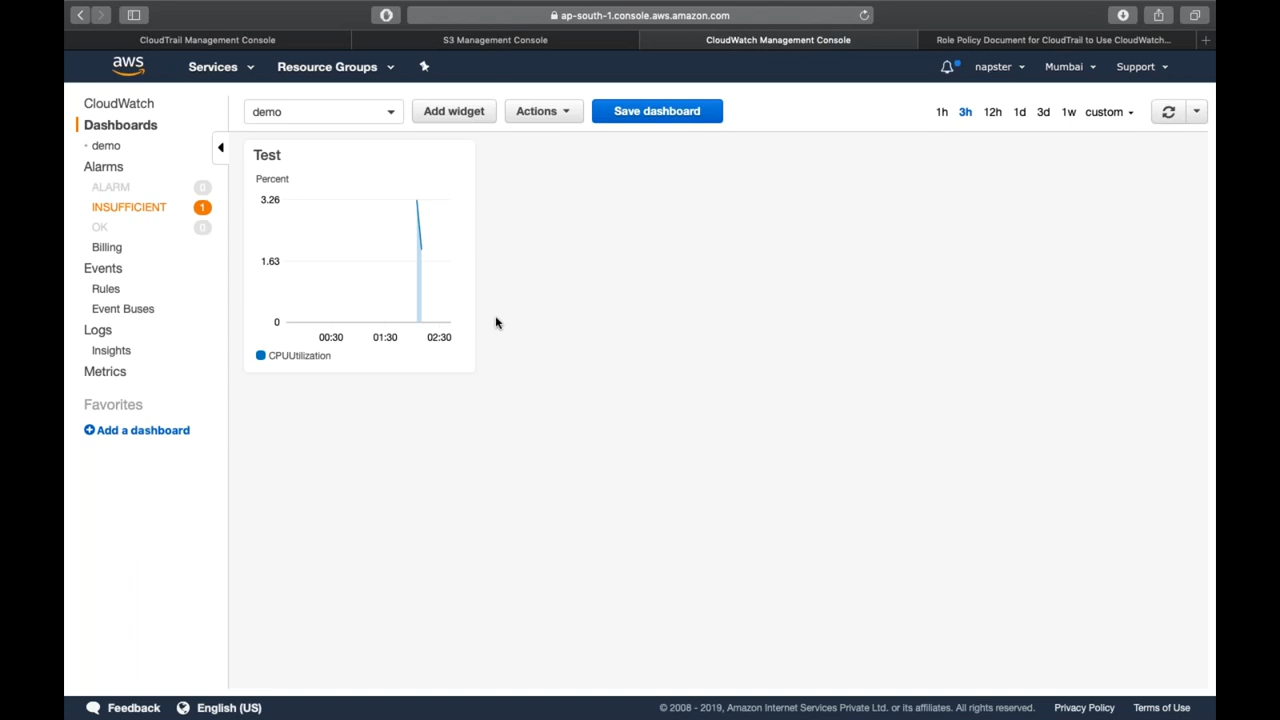 ap-south-1.console.aws.amazon.com
CloudTrail Management Console
S3 Management Console
CloudWatch Management Console
Role Policy Document for CloudTrail to Use CloudWatch...
aws
Services
Resource Groups
napster
Mumbai
Support
CloudWatch
Dashboards
demo
Alarms
ALARM 0
INSUFFICIENT 1
OK 0
Billing
Events
Rules
Event Buses
Logs
Insights
Metrics
Favorites
Add a dashboard
demo
Add widget
Actions
Save dashboard
1h 3h 12h 1d 3d 1w custom
Test
Percent
3.26
1.63
0
00:30 01:30 02:30
CPUUtilization
Feedback
English (US)
© 2008 - 2019, Amazon Internet Services Private Ltd. or its affiliates. All rights reserved.
Privacy Policy
Terms of Use